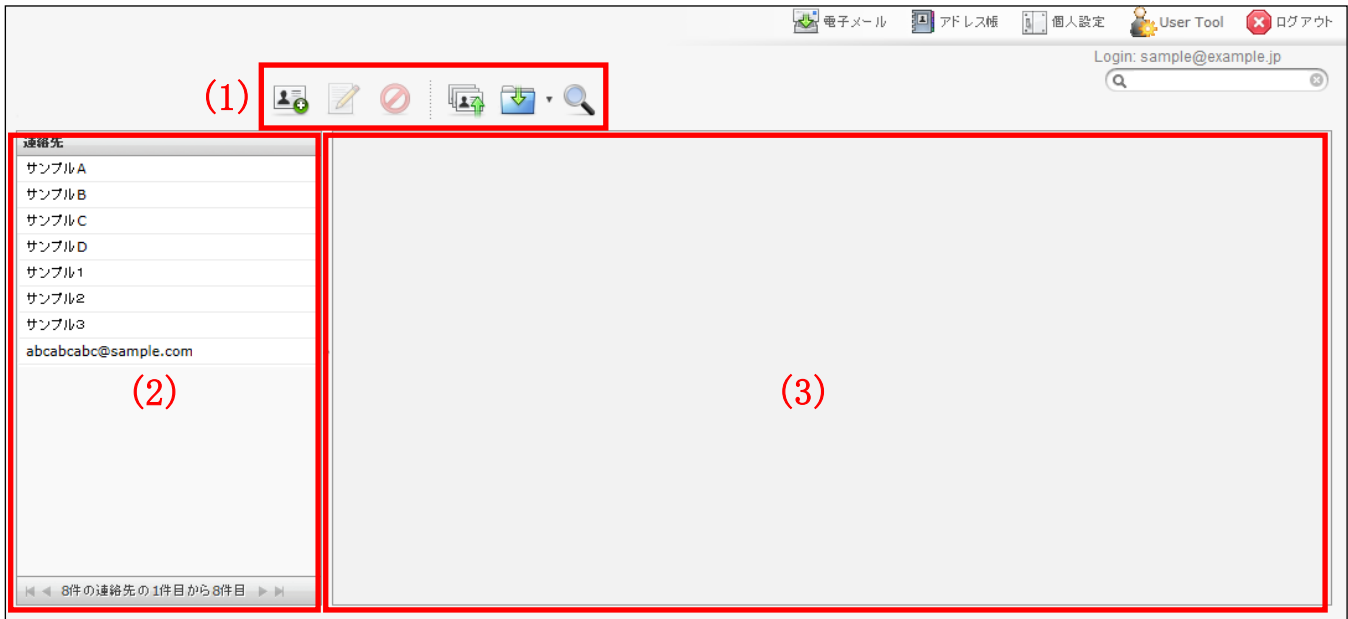 電子メール アドレス帳 個人設定 User Tool ログアウト
Login: sample@example.jp
(1)
連絡先
サンプルA
サンプルB
サンプルC
サンプルD
サンプル1
サンプル2
サンプル3
abcabcabc@sample.com
(2) (3)
8件の連絡先の1件目から8件目